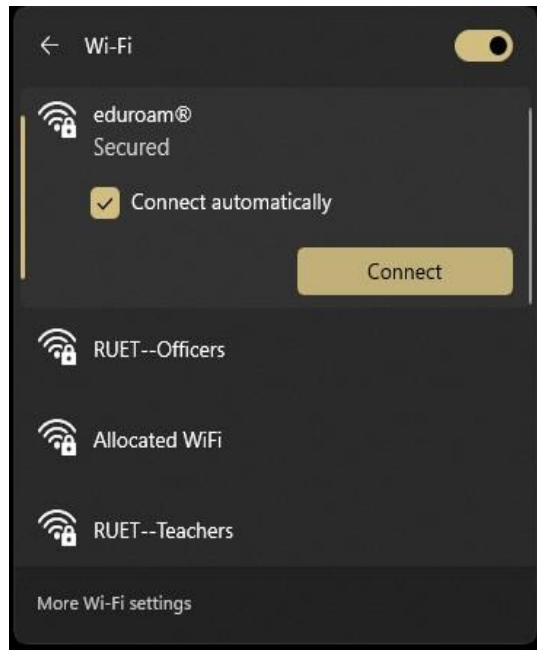 Wi-Fi
eduroam®
Secured
Connect automatically
Connect
RUET--Officers
Allocated WiFi
RUET--Teachers
More Wi-Fi settings